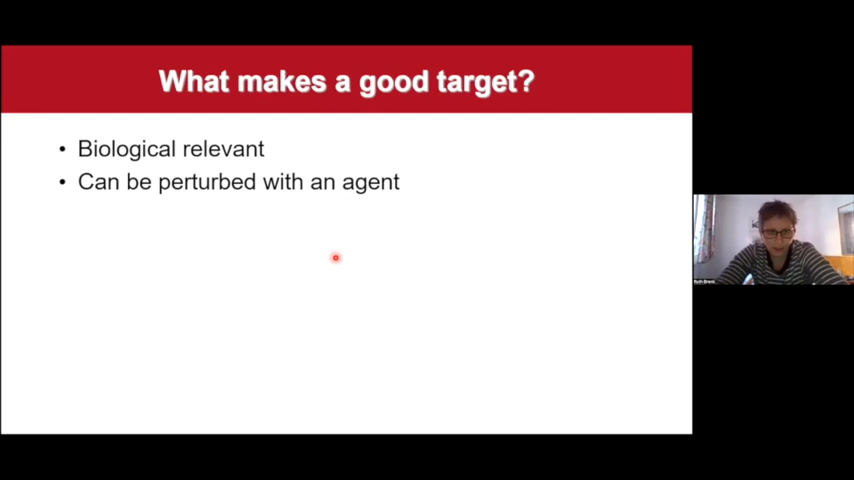 What makes a good target?
• Biological relevant
• Can be perturbed with an agent